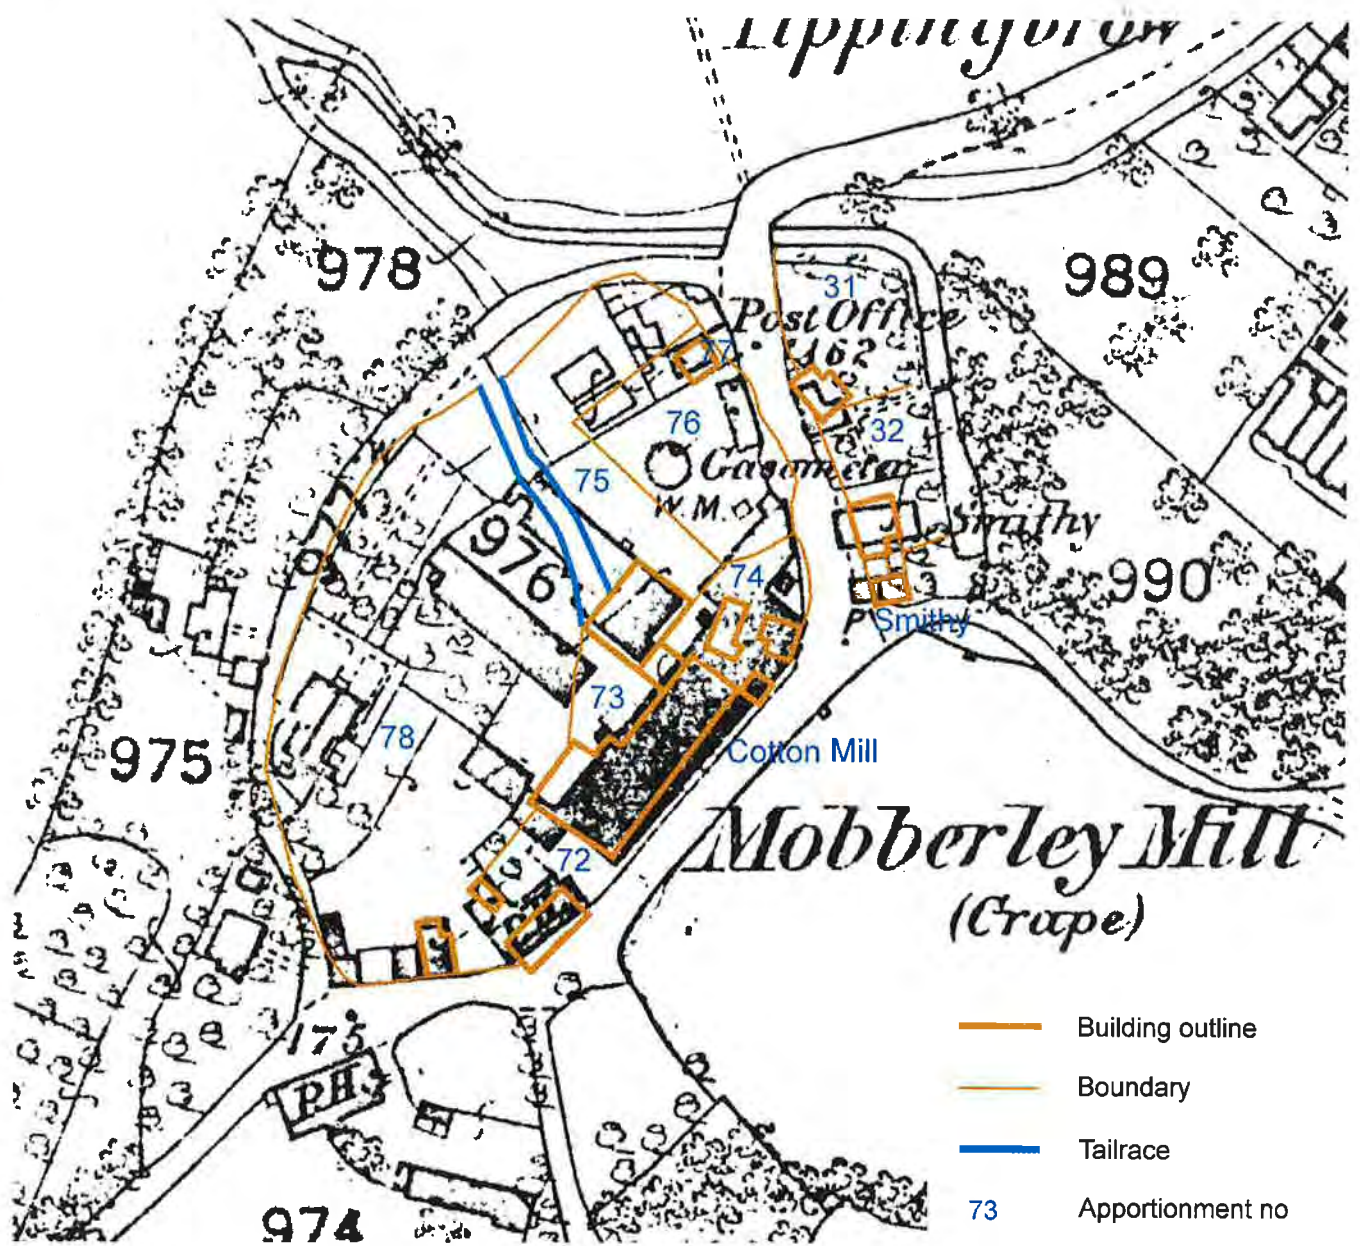 978
989
31
Post Office
162
77
76
32
Gasometer
75
W.M.
Smithy
976
74
990
P
Smithy
73
78
975
Cotton Mill
Mobberley Mill
(Crape)
72
175
P.H.
974
Building outline
Boundary
Tailrace
73 Apportionment no